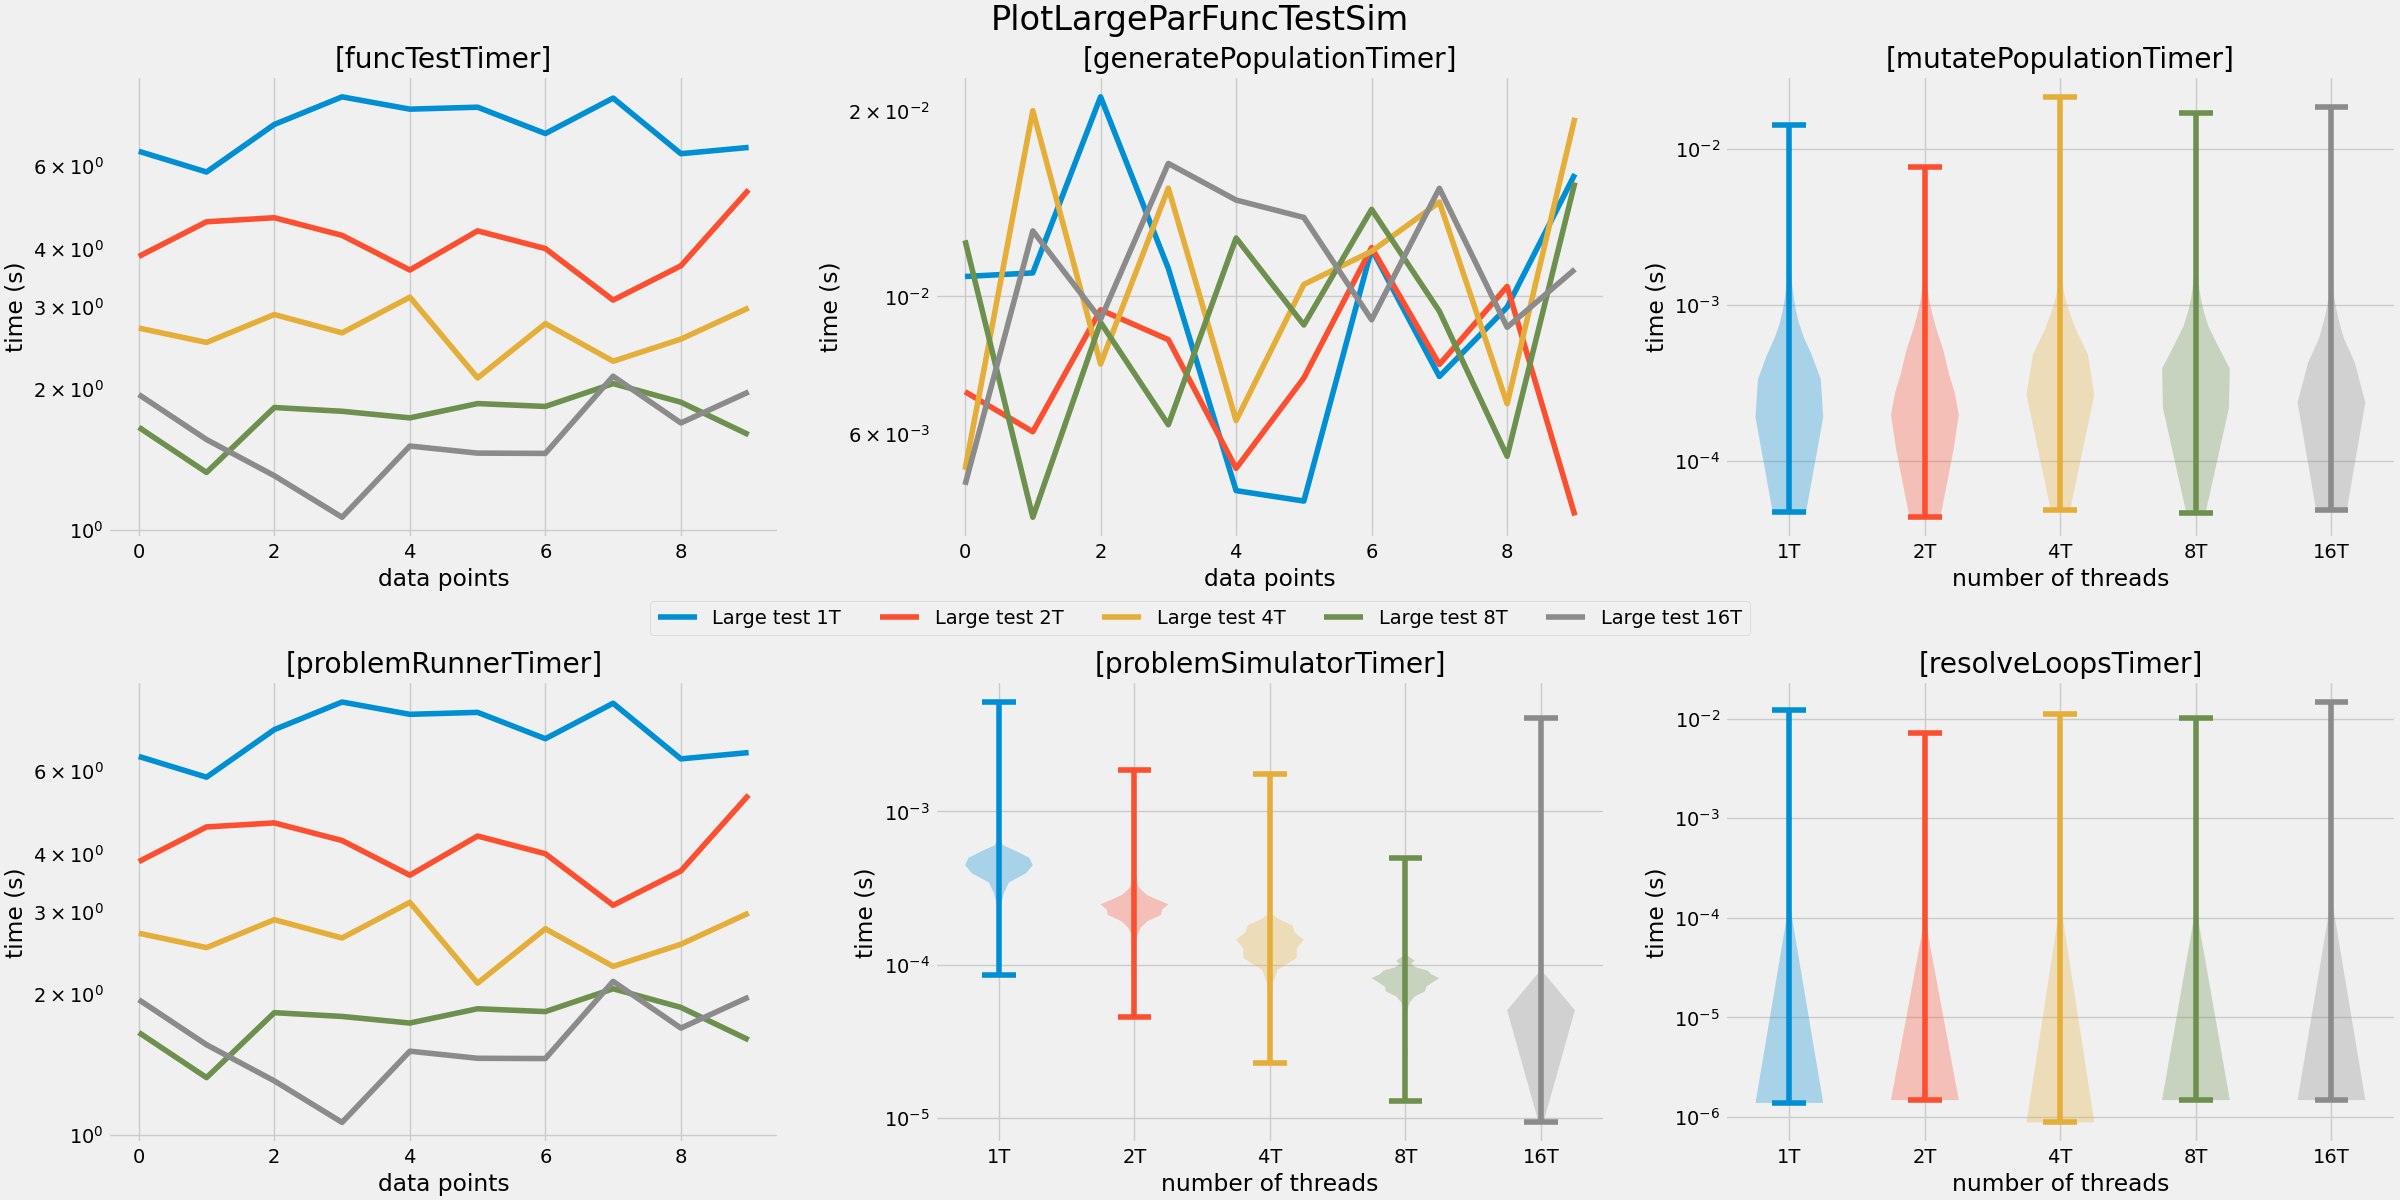 PlotLargeParFuncTestSim
[funcTestTimer]
time (s)
6 × 10⁰
4 × 10⁰
3 × 10⁰
2 × 10⁰
10⁰
0 2 4 6 8
data points
[generatePopulationTimer]
time (s)
2 × 10⁻²
10⁻²
6 × 10⁻³
0 2 4 6 8
data points
[mutatePopulationTimer]
time (s)
10⁻²
10⁻³
10⁻⁴
1T 2T 4T 8T 16T
number of threads
Large test 1T Large test 2T Large test 4T Large test 8T Large test 16T
[problemRunnerTimer]
time (s)
6 × 10⁰
4 × 10⁰
3 × 10⁰
2 × 10⁰
10⁰
0 2 4 6 8
data points
[problemSimulatorTimer]
time (s)
10⁻³
10⁻⁴
10⁻⁵
1T 2T 4T 8T 16T
number of threads
[resolveLoopsTimer]
time (s)
10⁻²
10⁻³
10⁻⁴
10⁻⁵
10⁻⁶
1T 2T 4T 8T 16T
number of threads